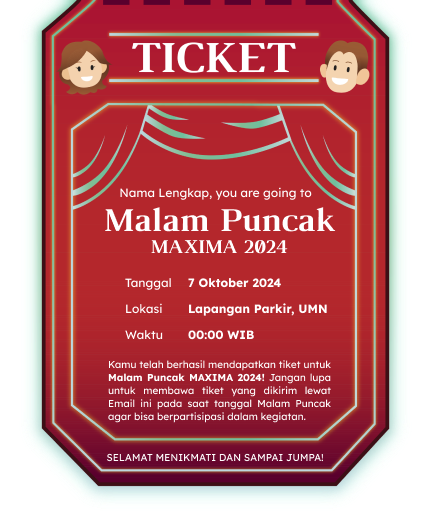 TICKET
Nama Lengkap, you are going to
Malam Puncak
MAXIMA 2024
Tanggal 7 Oktober 2024
Lokasi Lapangan Parkir, UMN
Waktu 00:00 WIB
Kamu telah berhasil mendapatkan tiket untuk
Malam Puncak MAXIMA 2024! Jangan lupa
untuk membawa tiket yang dikirim lewat
Email ini pada saat tanggal Malam Puncak
agar bisa berpartisipasi dalam kegiatan.
SELAMAT MENIKMATI DAN SAMPAI JUMPA!